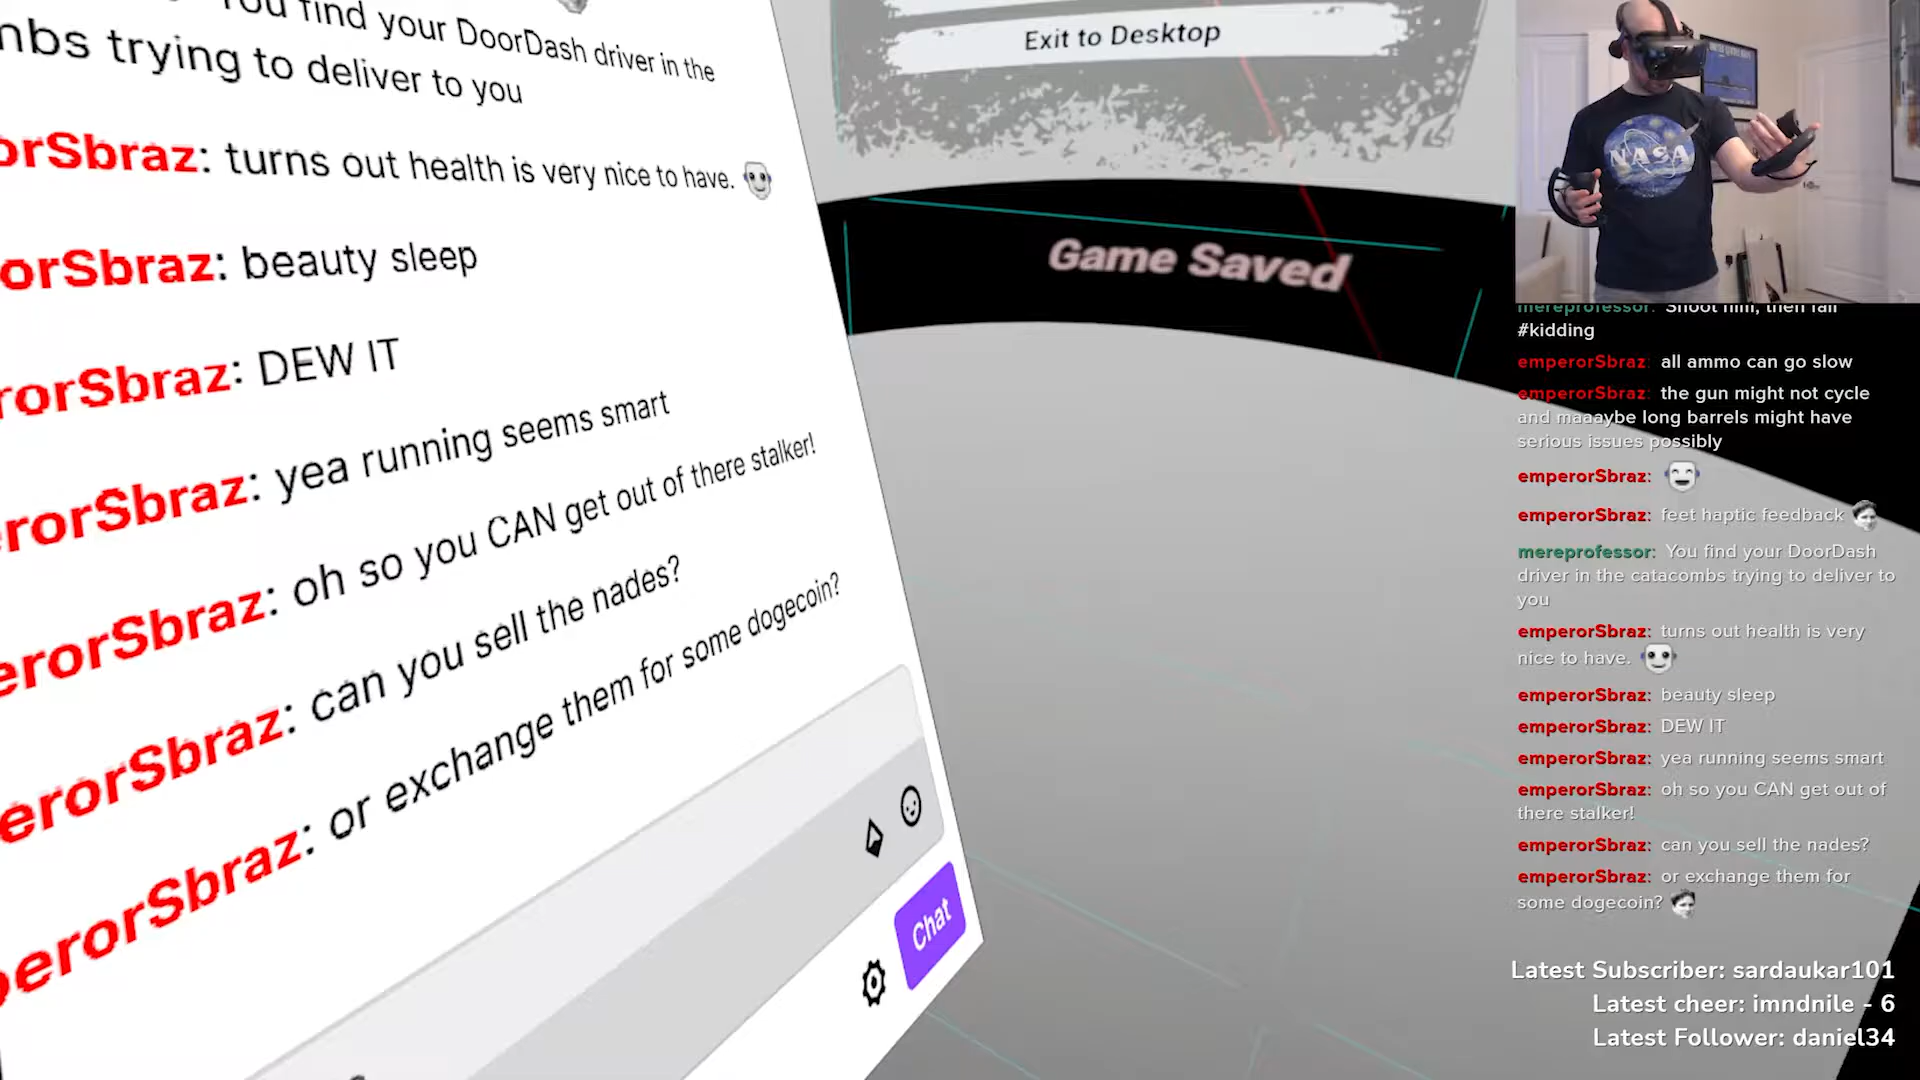 You find your DoorDash driver in the
mbs trying to deliver to you
orSbraz: turns out health is very nice to have.
orSbraz: beauty sleep
rorSbraz: DEW IT
rorSbraz: yea running seems smart
erorSbraz: oh so you CAN get out of there stalker!
erorSbraz: can you sell the nades?
perorSbraz: or exchange them for some dogecoin?
Chat
Exit to Desktop
Game Saved
NASA
mereprofessor: Shoot him, then fall
#kidding
emperorSbraz: all ammo can go slow
emperorSbraz: the gun might not cycle
and maaaybe long barrels might have
serious issues possibly
emperorSbraz:
emperorSbraz: feet haptic feedback
mereprofessor: You find your DoorDash
driver in the catacombs trying to deliver to
you
emperorSbraz: turns out health is very
nice to have.
emperorSbraz: beauty sleep
emperorSbraz: DEW IT
emperorSbraz: yea running seems smart
emperorSbraz: oh so you CAN get out of
there stalker!
emperorSbraz: can you sell the nades?
emperorSbraz: or exchange them for
some dogecoin?
Latest Subscriber: sardaukar101
Latest cheer: imndnile - 6
Latest Follower: daniel34